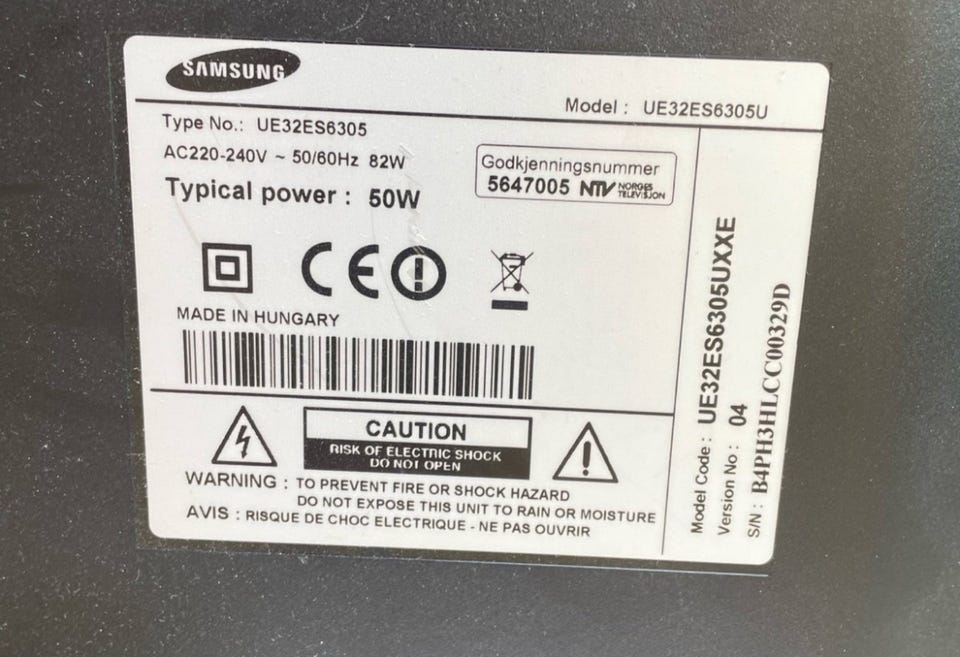 SAMSUNG
Model : UE32ES6305U
Type No.: UE32ES6305
AC220-240V ~ 50/60Hz 82W
Typical power : 50W
Godkjenningsnummer
5647005 NTV NORGES TELEVISJON
CE
MADE IN HUNGARY
CAUTION
RISK OF ELECTRIC SHOCK
DO NOT OPEN
WARNING : TO PREVENT FIRE OR SHOCK HAZARD
DO NOT EXPOSE THIS UNIT TO RAIN OR MOISTURE
AVIS : RISQUE DE CHOC ELECTRIQUE - NE PAS OUVRIR
Model Code : UE32ES6305UXXE
Version No : 04
S/N : B4PH3HLCC00329D